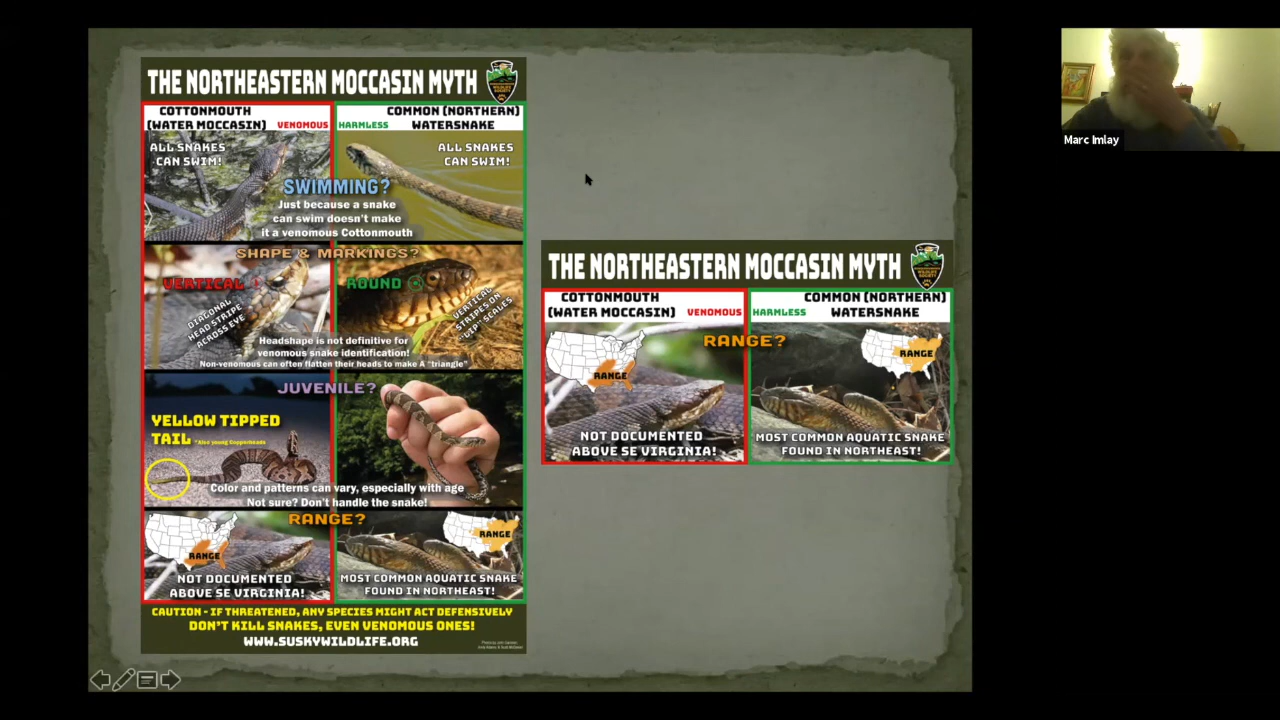 THE NORTHEASTERN MOCCASIN MYTH
COTTONMOUTH
(WATER MOCCASIN) VENOMOUS
COMMON (NORTHERN)
HARMLESS WATERSNAKE
ALL SNAKES
CAN SWIM!
ALL SNAKES
CAN SWIM!
SWIMMING?
Just because a snake
can swim doesn't make
it a venomous Cottonmouth
SHAPE & MARKINGS?
VERTICAL
ROUND
DIAGONAL
HEAD STRIPE
ACROSS EYE
VERTICAL
STRIPES ON
"LIP" SCALES
Headshape is not definitive for
venomous snake identification!
Non-venomous can often flatten their heads to make A "triangle"
JUVENILE?
YELLOW TIPPED
TAIL *Also young Copperheads
Color and patterns can vary, especially with age
Not sure? Don't handle the snake!
RANGE?
RANGE
RANGE
NOT DOCUMENTED
ABOVE SE VIRGINIA!
MOST COMMON AQUATIC SNAKE
FOUND IN NORTHEAST!
CAUTION - IF THREATENED, ANY SPECIES MIGHT ACT DEFENSIVELY
DON'T KILL SNAKES, EVEN VENOMOUS ONES!
WWW.SUSKYWILDLIFE.ORG
THE NORTHEASTERN MOCCASIN MYTH
COTTONMOUTH
(WATER MOCCASIN) VENOMOUS
COMMON (NORTHERN)
HARMLESS WATERSNAKE
RANGE?
RANGE
RANGE
NOT DOCUMENTED
ABOVE SE VIRGINIA!
MOST COMMON AQUATIC SNAKE
FOUND IN NORTHEAST!
Marc Imlay